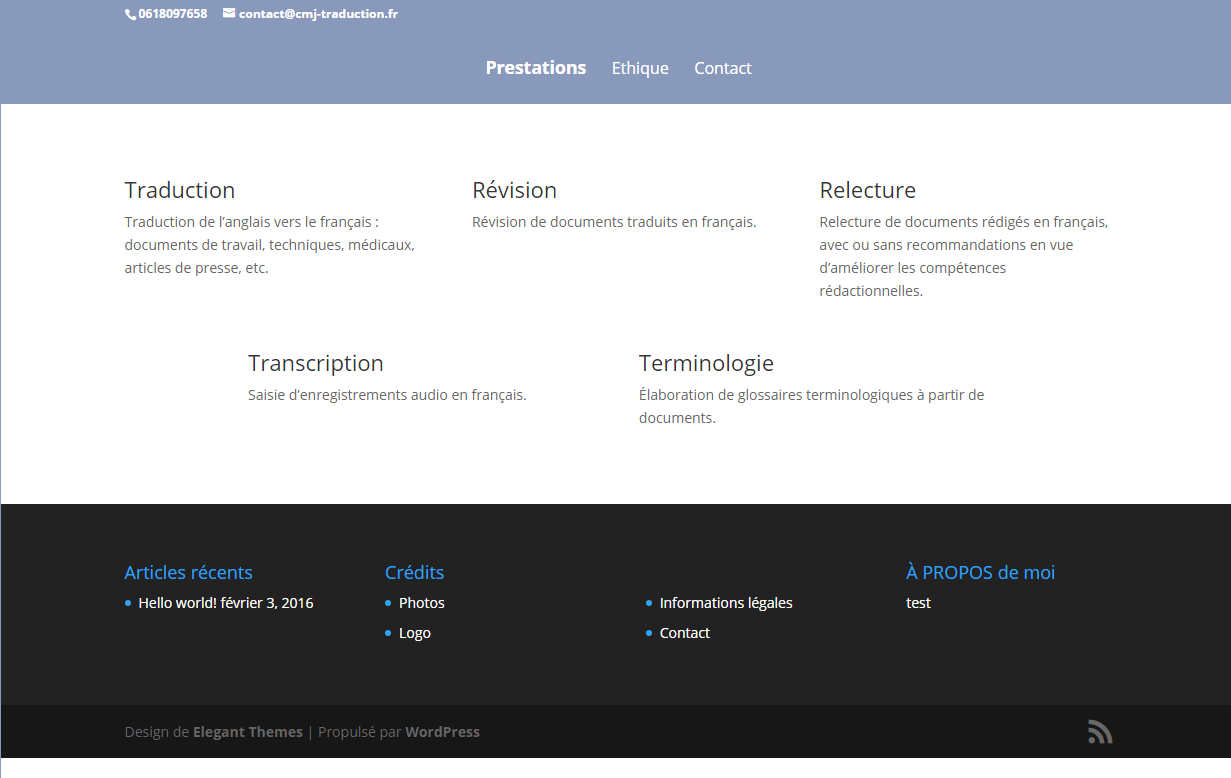 0618097658 contact@cmj-traduction.fr
Prestations Ethique Contact
Traduction
Traduction de l’anglais vers le français :
documents de travail, techniques, médicaux,
articles de presse, etc.
Révision
Révision de documents traduits en français.
Relecture
Relecture de documents rédigés en français,
avec ou sans recommandations en vue
d’améliorer les compétences
rédactionnelles.
Transcription
Saisie d’enregistrements audio en français.
Terminologie
Élaboration de glossaires terminologiques à partir de
documents.
Articles récents
Hello world! février 3, 2016
Crédits
Photos
Logo
Informations légales
Contact
À PROPOS de moi
test
Design de Elegant Themes | Propulsé par WordPress